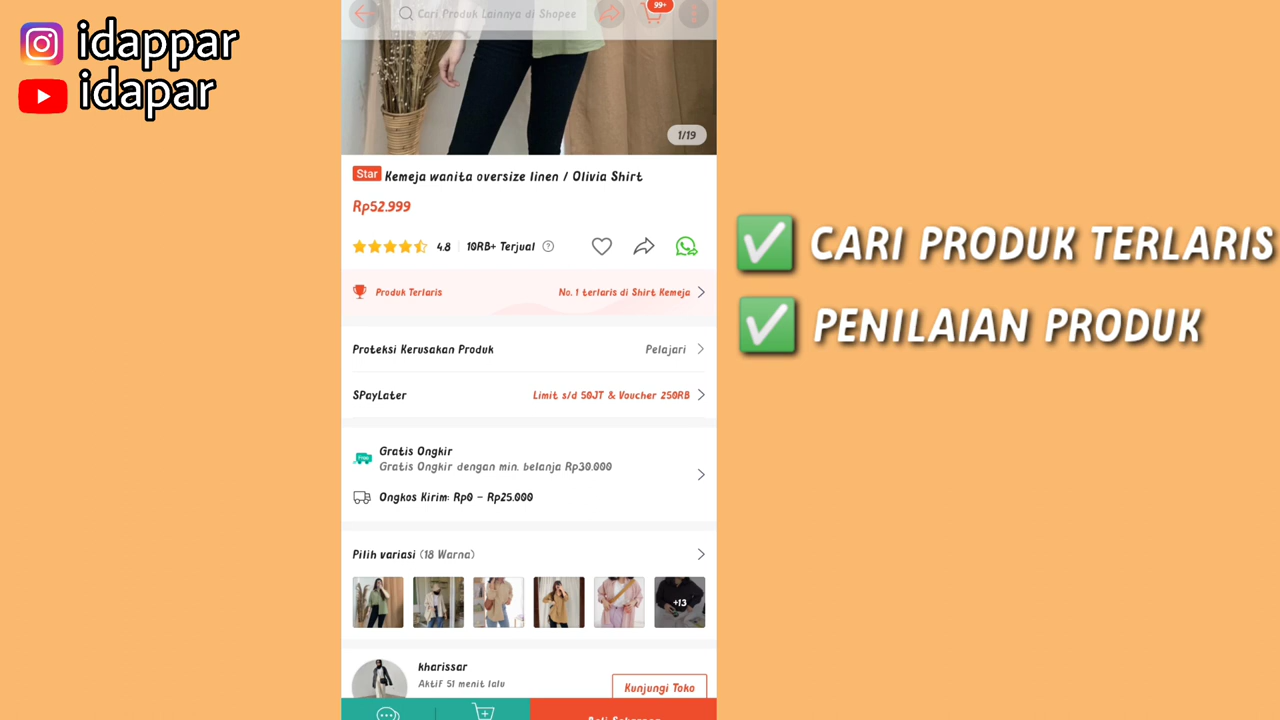 idappar
idapar
Cari Produk Lainnya di Shopee
99+
1/19
Star Kemeja wanita oversize linen / Olivia Shirt
Rp52.999
4.8 10RB+ Terjual ?
Produk Terlaris No. 1 terlaris di Shirt Kemeja
Proteksi Kerusakan Produk Pelajari
SPayLater Limit s/d 50JT & Voucher 250RB
Free Gratis Ongkir
Gratis Ongkir dengan min. belanja Rp30.000
Ongkos Kirim: Rp0 - Rp25.000
Pilih variasi (18 Warna)
+13
kharissar
Aktif 51 menit lalu
Kunjungi Toko
CARI PRODUK TERLARIS
PENILAIAN PRODUK